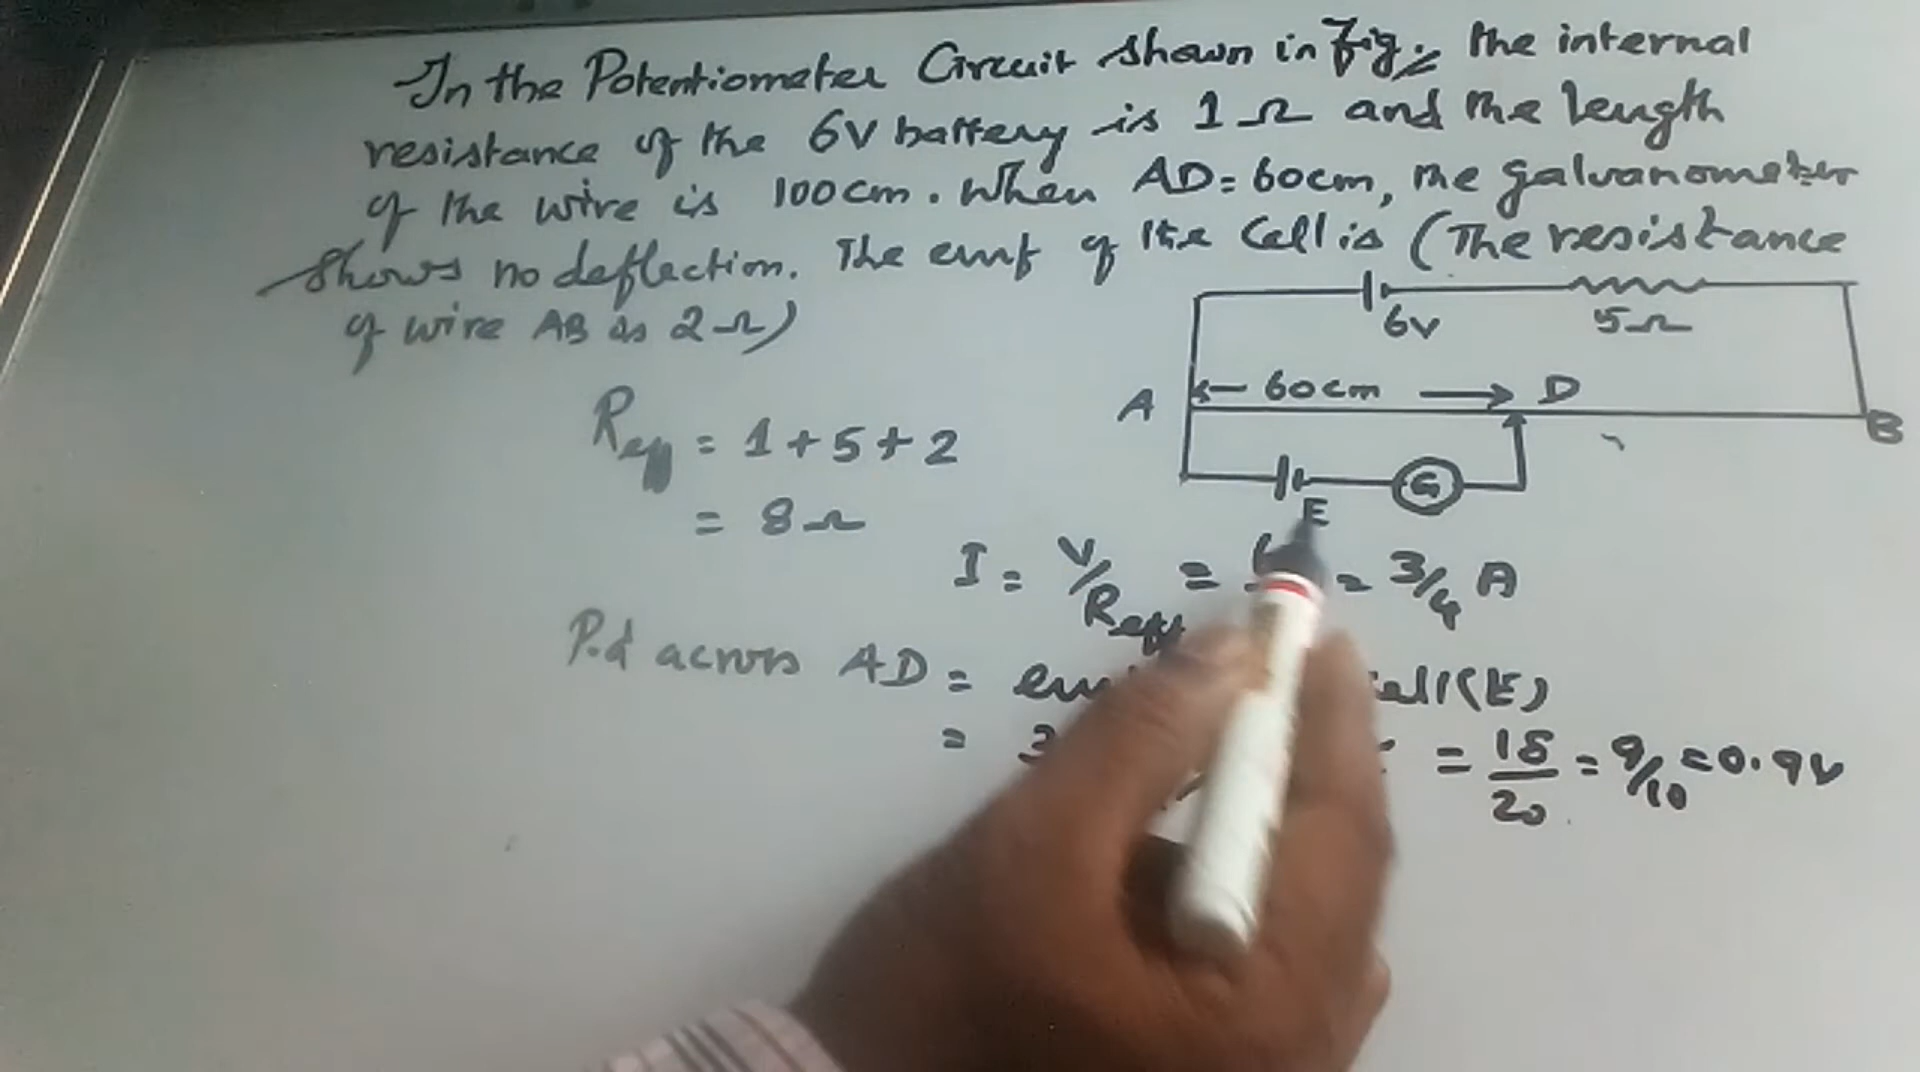 In the Potentiometer Circuit shown in Fig., the internal
resistance of the 6V battery is 1Ω and the length
of the wire is 100cm. When AD=60cm, the galvanometer
shows no deflection. The emf of the Cell is (The resistance
of wire AB is 2Ω)
6V
5Ω
A
60cm
D
B
G
E
Reff = 1+5+2
= 8Ω
I = V/Reff = = 3/4 A
P.d across AD = (E)
= 3 = 18/20 = 9/10 = 0.9V